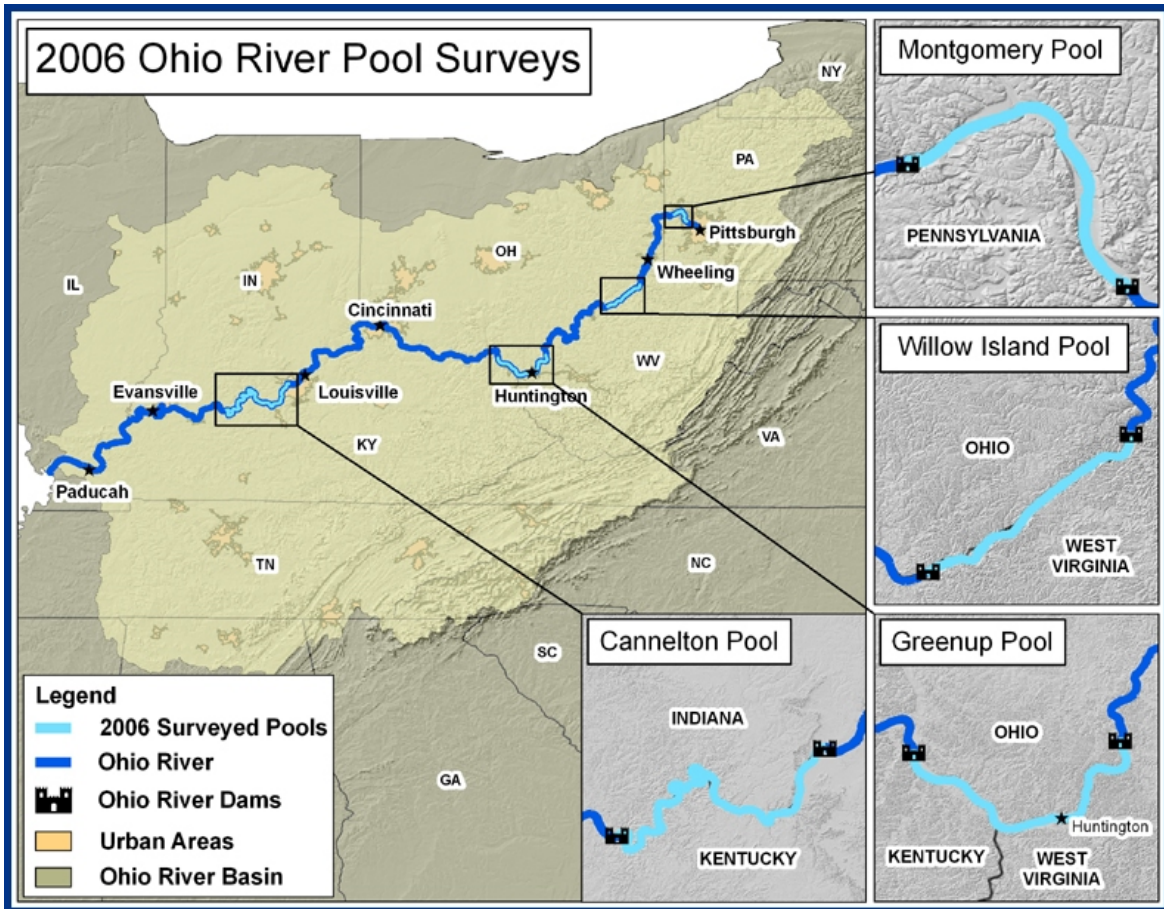 2006 Ohio River Pool Surveys
NY
PA
Pittsburgh
OH
Wheeling
IN
IL
Cincinnati
WV
Evansville
Louisville
Huntington
KY
VA
Paducah
TN
NC
SC
GA
Legend
2006 Surveyed Pools
Ohio River
Ohio River Dams
Urban Areas
Ohio River Basin
Montgomery Pool
PENNSYLVANIA
Willow Island Pool
OHIO
WEST
VIRGINIA
Cannelton Pool
INDIANA
KENTUCKY
Greenup Pool
OHIO
Huntington
KENTUCKY
WEST
VIRGINIA